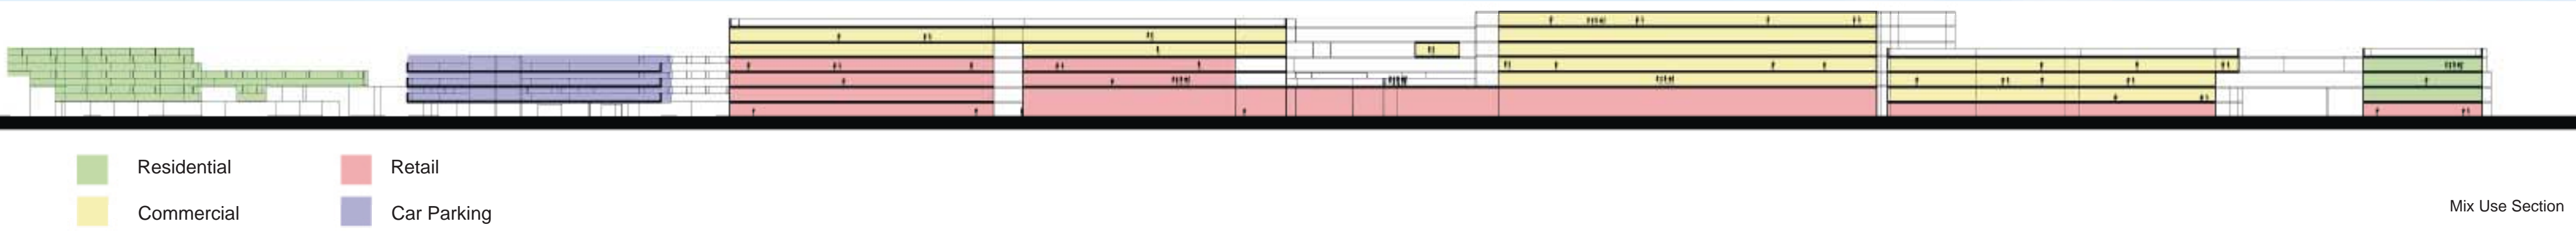 Residential
Retail
Commercial
Car Parking
Mix Use Section